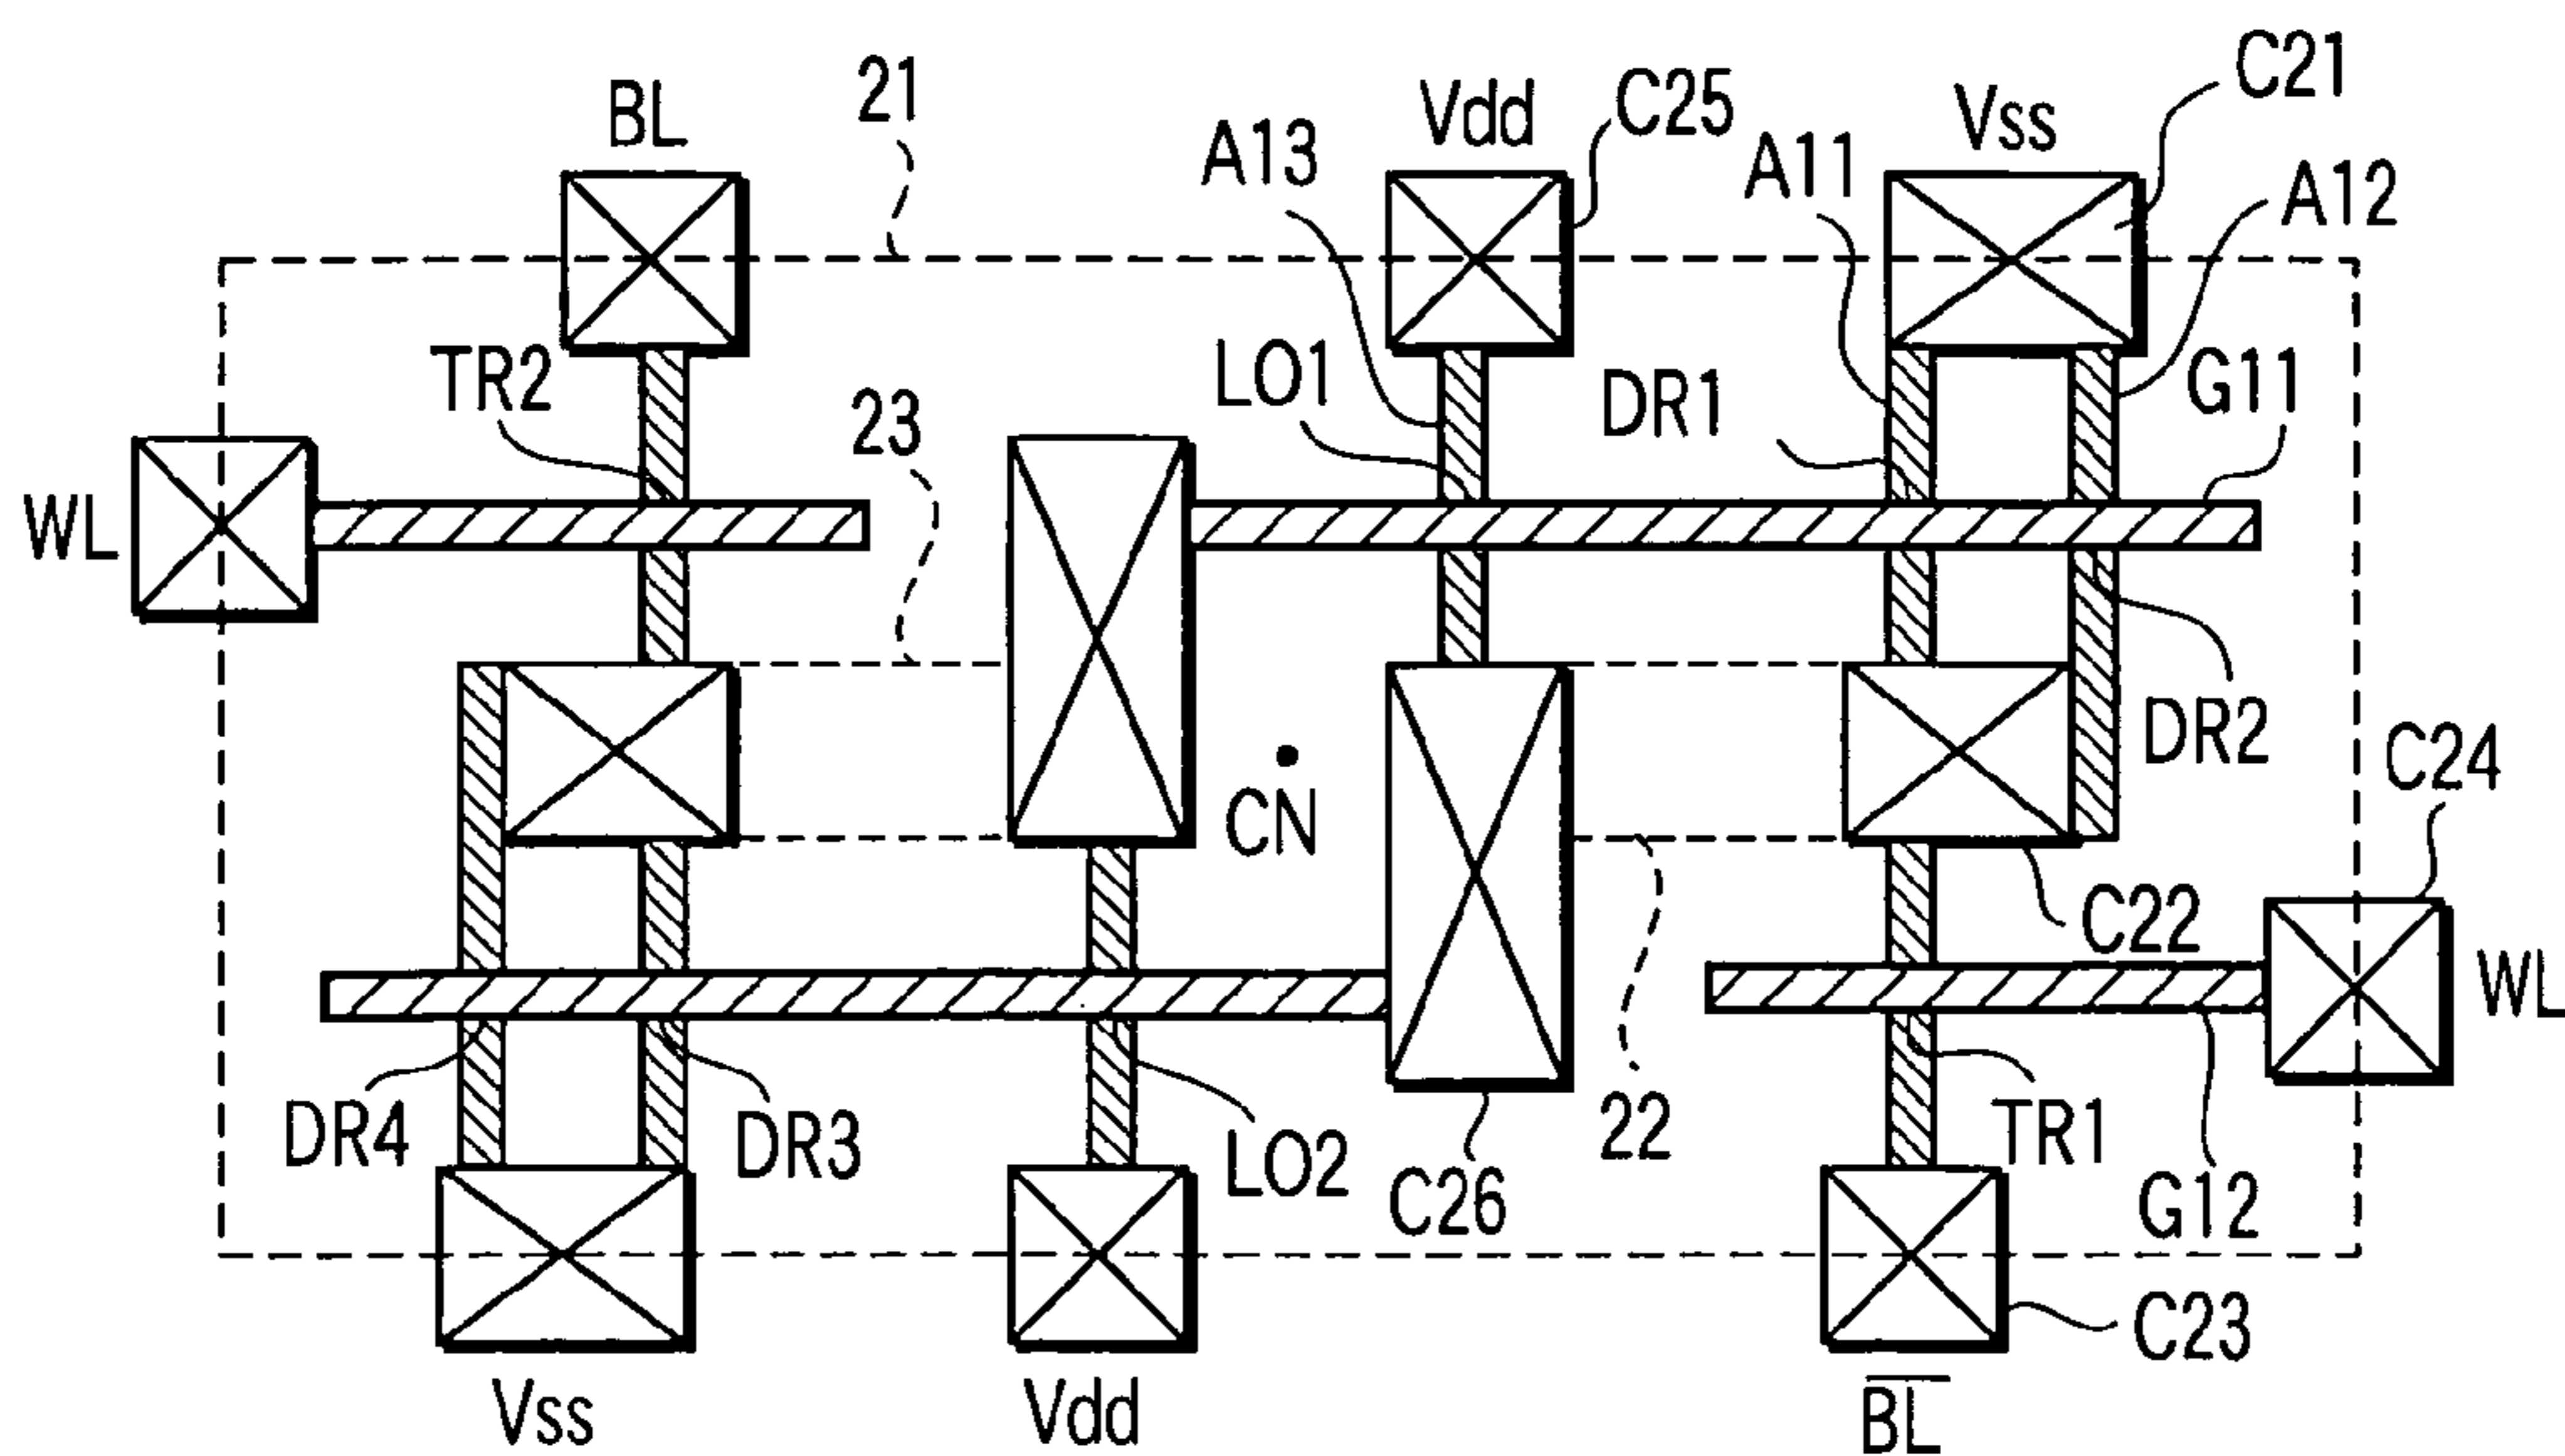 BL
21
A13
Vdd
C25
A11
Vss
C21
A12
TR2
23
LO1
DR1
G11
WL
CN
DR2
C24
C22
WL
DR4
DR3
LO2
C26
22
TR1
G12
C23
Vss
Vdd
B̅L̅